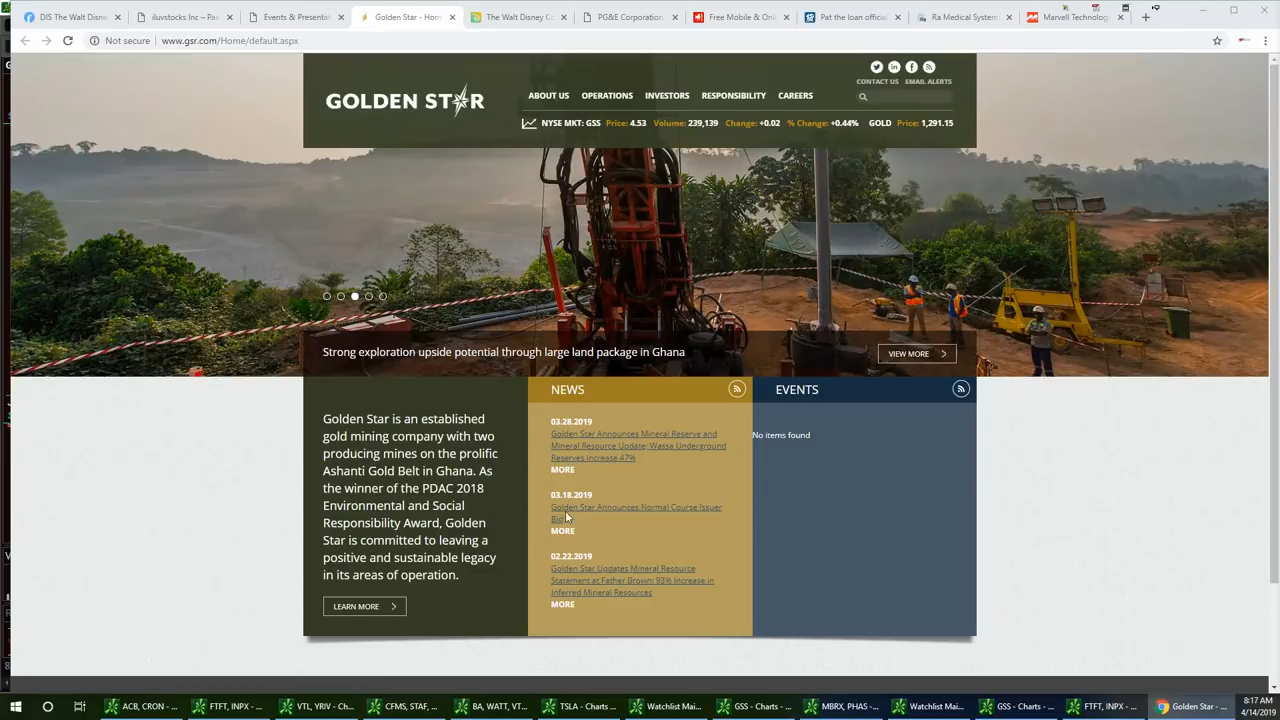 DIS The Walt Disne
iluvstocks Inc – Pas
Events & Presentat
Golden Star - Hom
The Walt Disney Co
PG&E Corporation
Free Mobile & Onli
Pat the loan officia
Ra Medical System
Marvell Technolog
Not secure | www.gsr.com/Home/default.aspx
GOLDEN STAR
CONTACT US EMAIL ALERTS
ABOUT US OPERATIONS INVESTORS RESPONSIBILITY CAREERS
NYSE MKT: GSS Price: 4.53 Volume: 239,139 Change: +0.02 % Change: +0.44% GOLD Price: 1,291.15
Strong exploration upside potential through large land package in Ghana
VIEW MORE
Golden Star is an established
gold mining company with two
producing mines on the prolific
Ashanti Gold Belt in Ghana. As
the winner of the PDAC 2018
Environmental and Social
Responsibility Award, Golden
Star is committed to leaving a
positive and sustainable legacy
in its areas of operation.
LEARN MORE
NEWS
03.28.2019
Golden Star Announces Mineral Reserve and
Mineral Resource Update; Wassa Underground
Reserves Increase 47%
MORE
03.18.2019
Golden Star Announces Normal Course Issuer
MORE
02.22.2019
Golden Star Updates Mineral Resource
Statement at Father Brown: 93% Increase in
Inferred Mineral Resources
MORE
EVENTS
No items found
ACB, CRON - ...
FTFT, INPX - ...
VTL, YRIV - Ch...
CFMS, STAF, ...
BA, WATT, VT...
TSLA - Charts ...
Watchlist Mai...
GSS - Charts - ...
MBRX, PHAS - ...
Watchlist Mai...
GSS - Charts - ...
FTFT, INPX - ...
Golden Star - ...
8:17 AM
4/14/2019